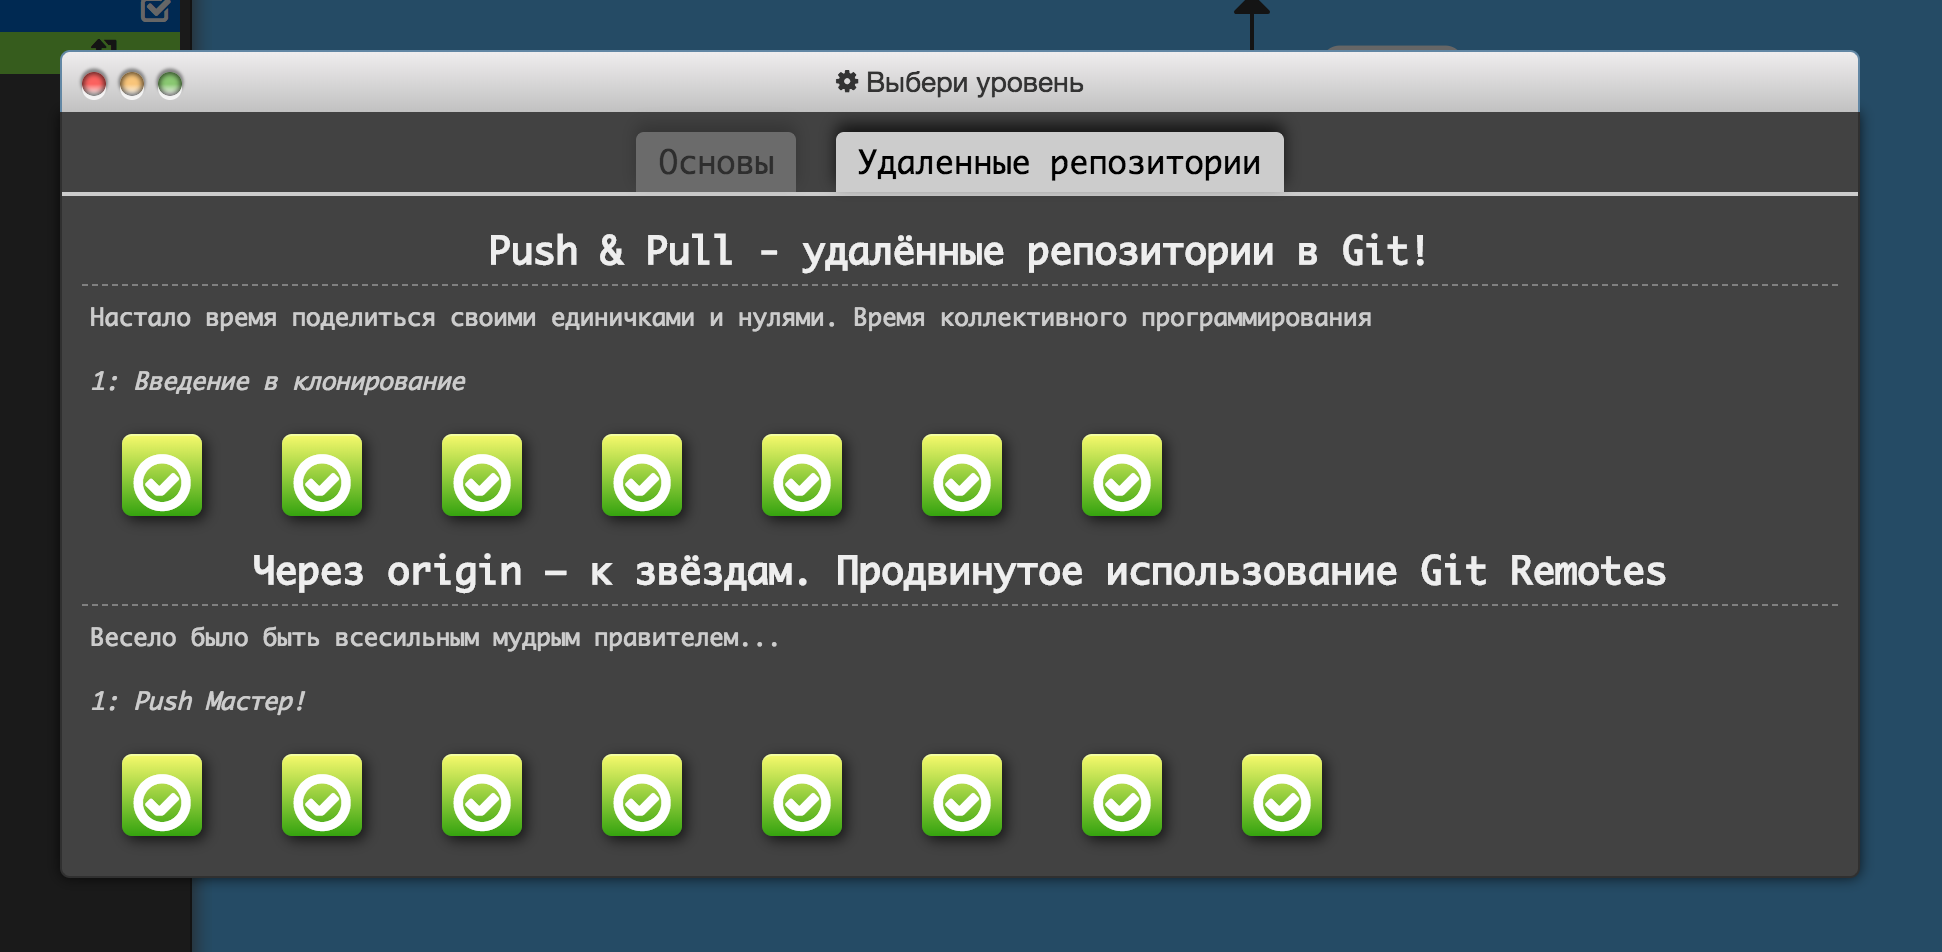 Выбери уровень
Основы
Удаленные репозитории
Push & Pull - удалённые репозитории в Git!
Настало время поделиться своими единичками и нулями. Время коллективного программирования
1: Введение в клонирование
Через origin – к звёздам. Продвинутое использование Git Remotes
Весело было быть всесильным мудрым правителем...
1: Push Мастер!